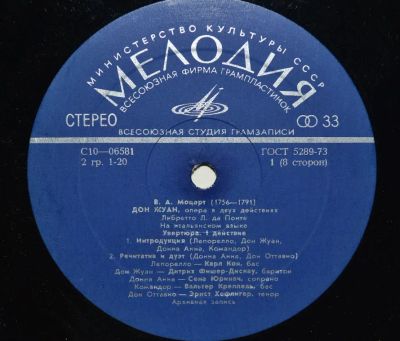 МИНИСТЕРСТВО КУЛЬТУРЫ СССР
МЕЛОДИЯ
ВСЕСОЮЗНАЯ ФИРМА ГРАМПЛАСТИНОК
СТЕРЕО
33
ВСЕСОЮЗНАЯ СТУДИЯ ГРАМЗАПИСИ
С10—06581
ГОСТ 5289-73
2 гр. 1-20
1 (8 сторон)
В. А. Моцарт (1756—1791)
ДОН ЖУАН, опера в двух действиях
Либретто Л. да Понте
На итальянском языке
Увертюра. I действие
1. Интродукция (Лепорелло, Дон Жуан,
Донна Анна, Командор)
2. Речитатив и дуэт (Донна Анна, Дон Оттавио)
Лепорелло — Карл Кон, бас
Дон Жуан — Дитрих Фишер-Дискау, баритон
Донна Анна — Сена Юринач, сопрано
Командор — Вальтер Креппель, бас
Дон Оттавио — Эрнст Хефлигер, тенор
Архивная запись